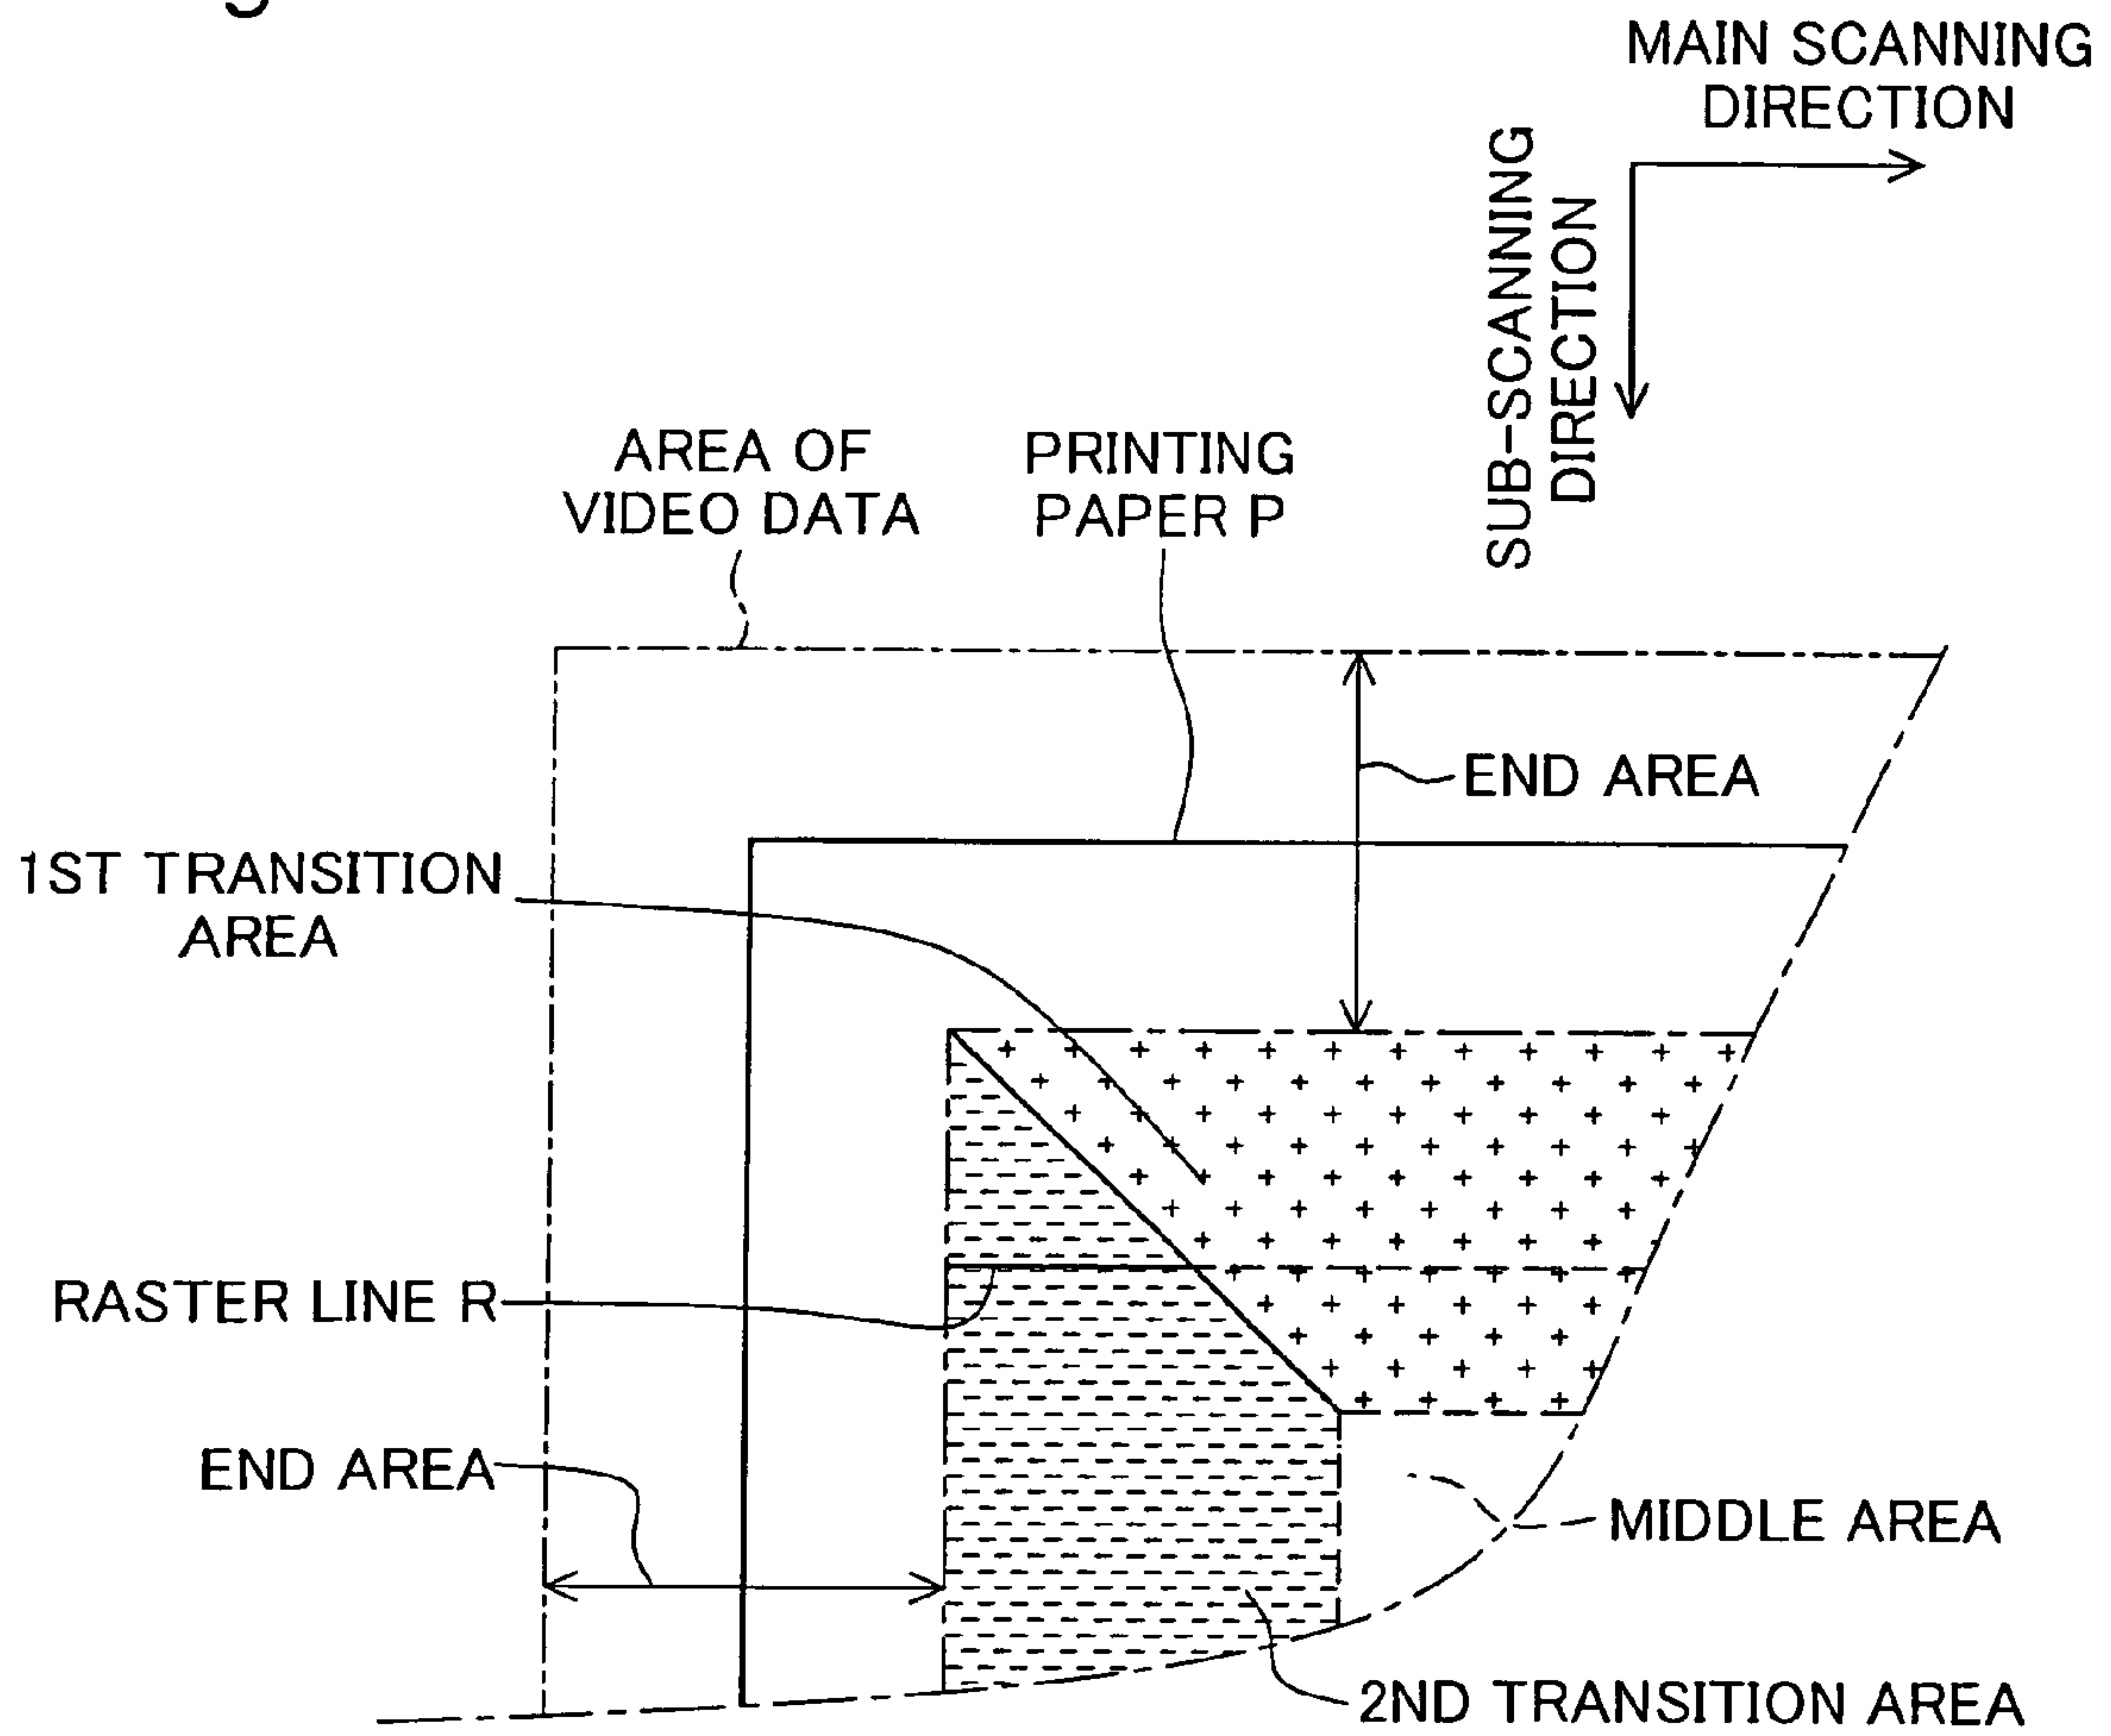 MAIN SCANNING
DIRECTION
SUB-SCANNING
DIRECTION
AREA OF
VIDEO DATA
PRINTING
PAPER P
END AREA
1ST TRANSITION
AREA
RASTER LINE R
END AREA
MIDDLE AREA
2ND TRANSITION AREA